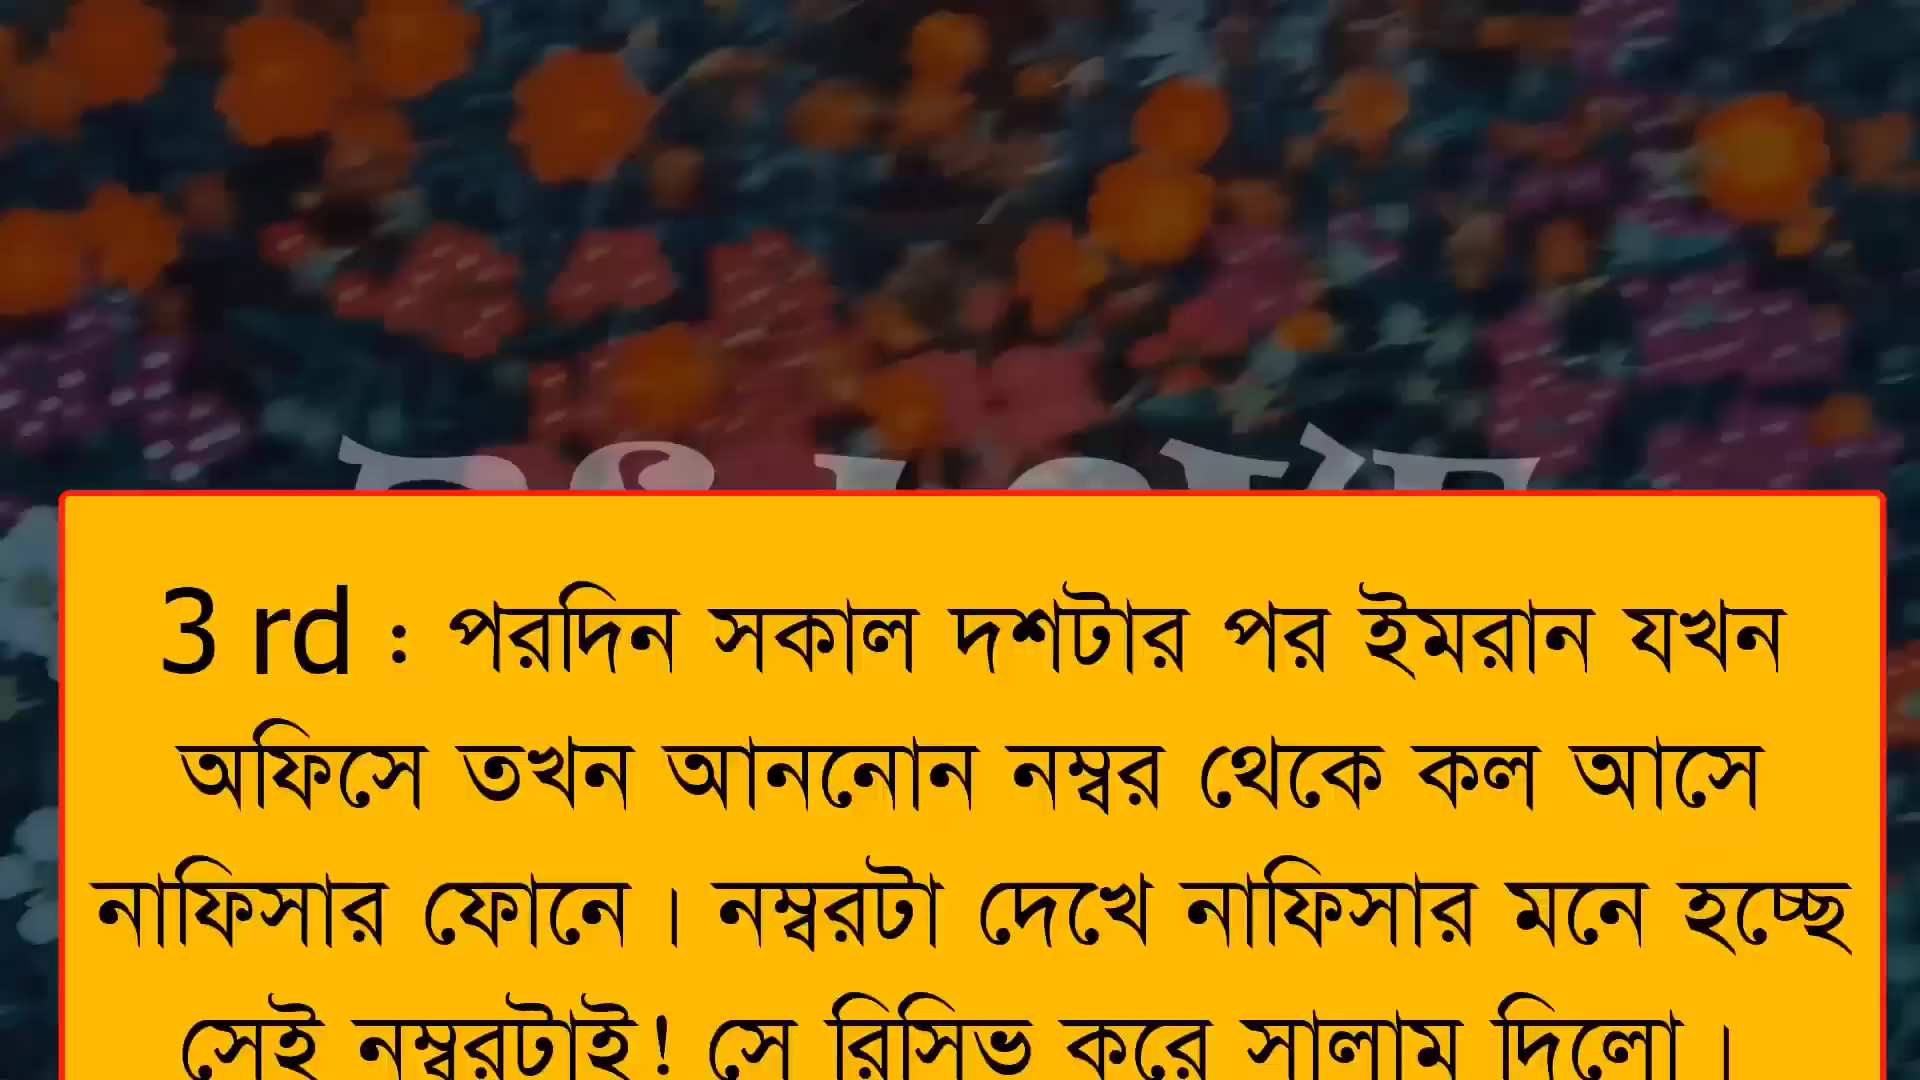 3 rd : পরদিন সকাল দশটার পর ইমরান যখন
অফিসে তখন আননোন নম্বর থেকে কল আসে
নাফিসার ফোনে। নম্বরটা দেখে নাফিসার মনে হচ্ছে
সেই নম্বরটাই! সে রিসিভ করে সালাম দিলো।